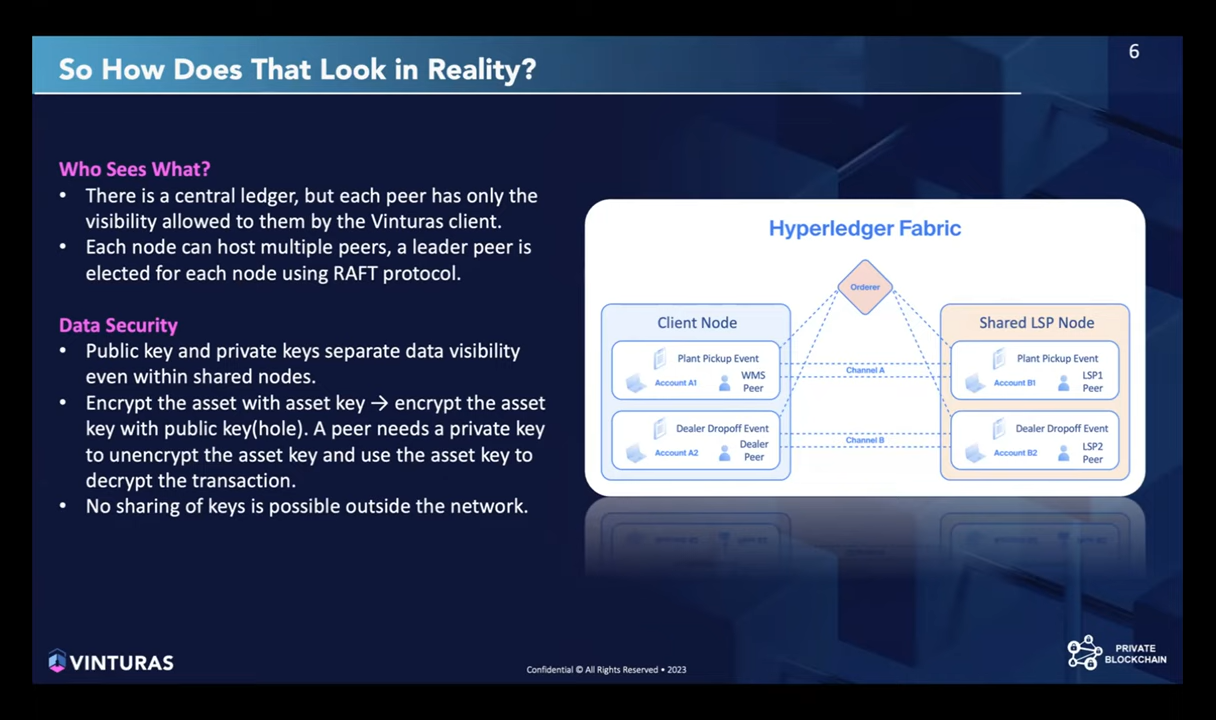 6
So How Does That Look in Reality?
Who Sees What?
• There is a central ledger, but each peer has only the
visibility allowed to them by the Vinturas client.
• Each node can host multiple peers, a leader peer is
elected for each node using RAFT protocol.
Data Security
• Public key and private keys separate data visibility
even within shared nodes.
• Encrypt the asset with asset key → encrypt the asset
key with public key(hole). A peer needs a private key
to unencrypt the asset key and use the asset key to
decrypt the transaction.
• No sharing of keys is possible outside the network.
Hyperledger Fabric
Orderer
Client Node
Plant Pickup Event
Account A1
WMS
Peer
Dealer Dropoff Event
Account A2
Dealer
Peer
Channel A
Channel B
Shared LSP Node
Plant Pickup Event
Account B1
LSP1
Peer
Dealer Dropoff Event
Account B2
LSP2
Peer
VINTURAS
Confidential © All Rights Reserved • 2023
PRIVATE
BLOCKCHAIN